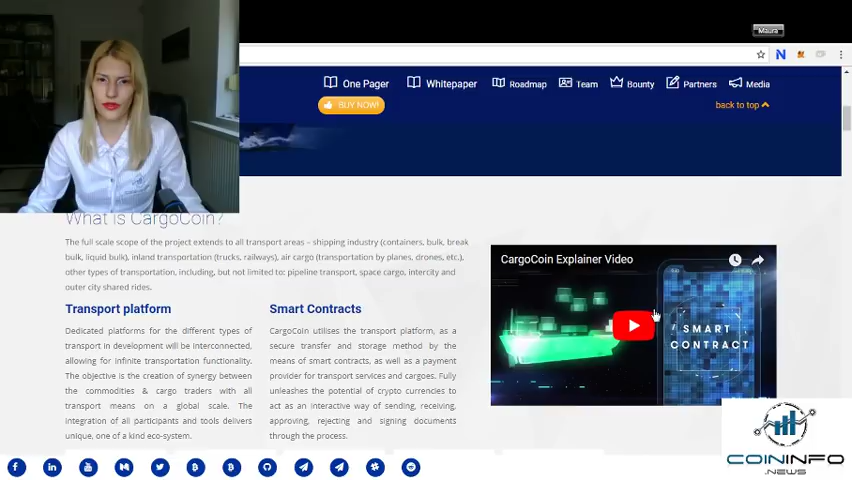 Maura
One Pager
Whitepaper
Roadmap
Team
Bounty
Partners
Media
BUY NOW!
back to top
What is CargoCoin?
The full scale scope of the project extends to all transport areas – shipping industry (containers, bulk, break
bulk, liquid bulk), inland transportation (trucks, railways), air cargo (transportation by planes, drones, etc.),
other types of transportation, including, but not limited to: pipeline transport, space cargo, intercity and
outer city shared rides.
Transport platform
Dedicated platforms for the different types of
transport in development will be interconnected,
allowing for infinite transportation functionality.
The objective is the creation of synergy between
the commodities & cargo traders with all
transport means on a global scale. The
integration of all participants and tools delivers
unique, one of a kind eco-system.
Smart Contracts
CargoCoin utilises the transport platform, as a
secure transfer and storage method by the
means of smart contracts, as well as a payment
provider for transport services and cargoes. Fully
unleashes the potential of crypto currencies to
act as an interactive way of sending, receiving,
approving, rejecting and signing documents
through the process.
CargoCoin Explainer Video
SMART
CONTRACT
COININFO
.NEWS